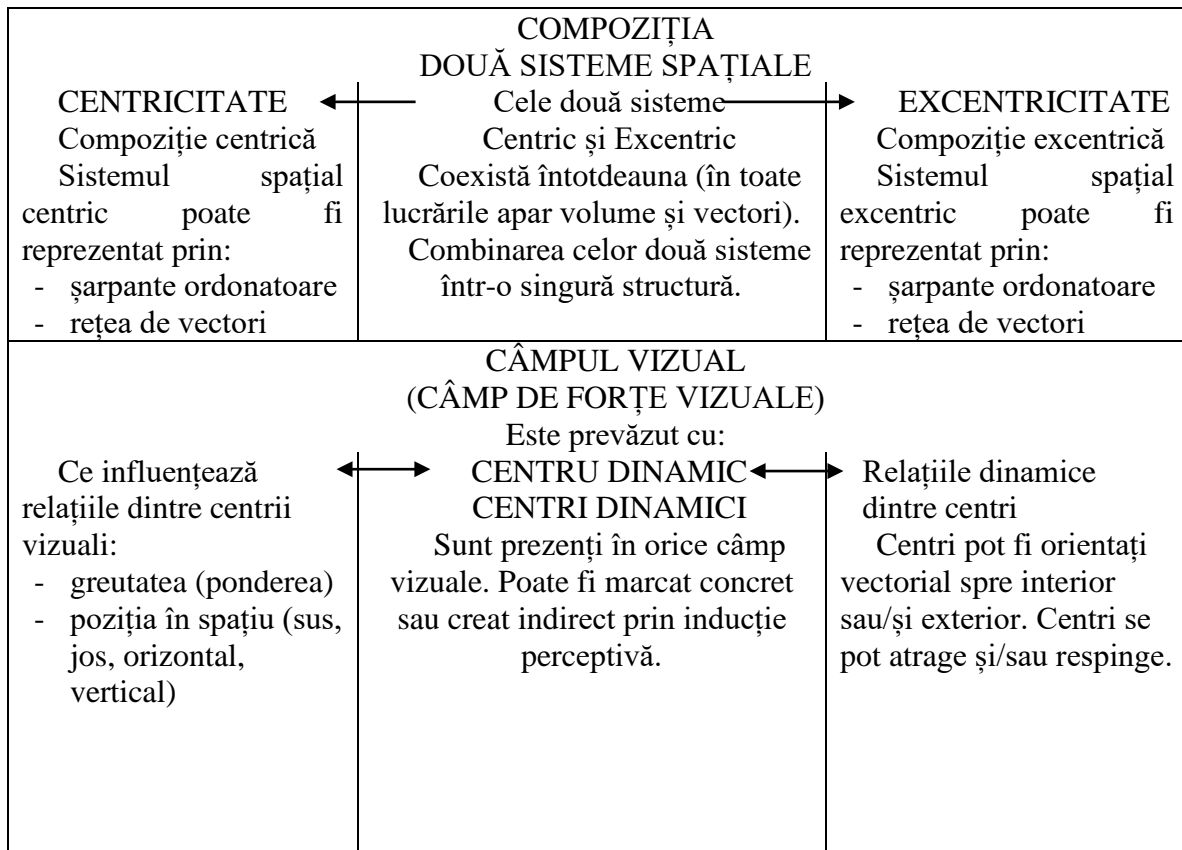 COMPOZIȚIA
DOUĂ SISTEME SPAȚIALE
CENTRICITATE
Compoziție centrică
Sistemul spațial
centric poate fi
reprezentat prin:
- șarpante ordonatoare
- rețea de vectori
Cele două sisteme
Centric și Excentric
Coexistă întotdeauna (în toate
lucrările apar volume și vectori).
Combinarea celor două sisteme
într-o singură structură.
EXCENTRICITATE
Compoziție excentrică
Sistemul spațial
excentric poate fi
reprezentat prin:
- șarpante ordonatoare
- rețea de vectori
CÂMPUL VIZUAL
(CÂMP DE FORȚE VIZUALE)
Este prevăzut cu:
Ce influențează
relațiile dintre centrii
vizuali:
- greutatea (ponderea)
- poziția în spațiu (sus,
jos, orizontal,
vertical)
CENTRU DINAMIC
CENTRI DINAMICI
Sunt prezenți în orice câmp
vizuale. Poate fi marcat concret
sau creat indirect prin inducție
perceptivă.
Relațiile dinamice
dintre centri
Centri pot fi orientați
vectorial spre interior
sau/și exterior. Centri se
pot atrage și/sau respinge.